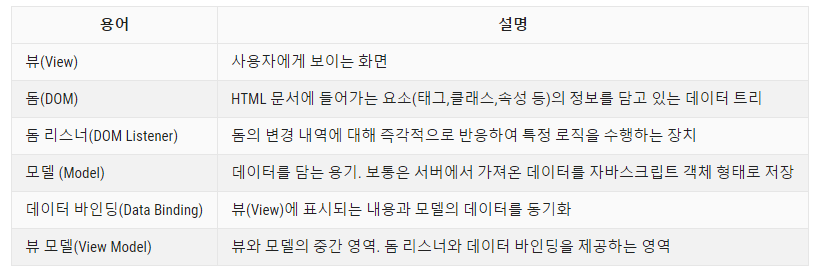 용어 설명
뷰(View) 사용자에게 보이는 화면
돔(DOM) HTML 문서에 들어가는 요소(태그,클래스,속성 등)의 정보를 담고 있는 데이터 트리
돔 리스너(DOM Listener) 돔의 변경 내역에 대해 즉각적으로 반응하여 특정 로직을 수행하는 장치
모델 (Model) 데이터를 담는 용기. 보통은 서버에서 가져온 데이터를 자바스크립트 객체 형태로 저장
데이터 바인딩(Data Binding) 뷰(View)에 표시되는 내용과 모델의 데이터를 동기화
뷰 모델(View Model) 뷰와 모델의 중간 영역. 돔 리스너와 데이터 바인딩을 제공하는 영역